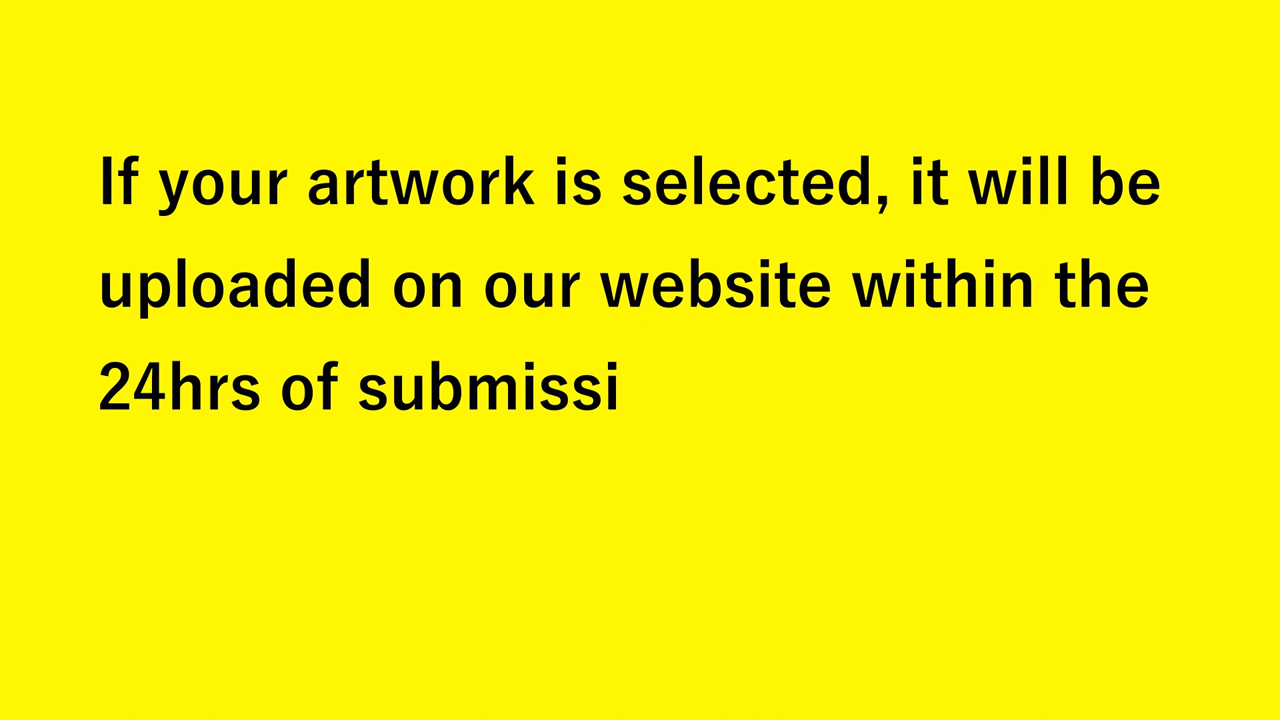 If your artwork is selected, it will be
uploaded on our website within the
24hrs of submissi